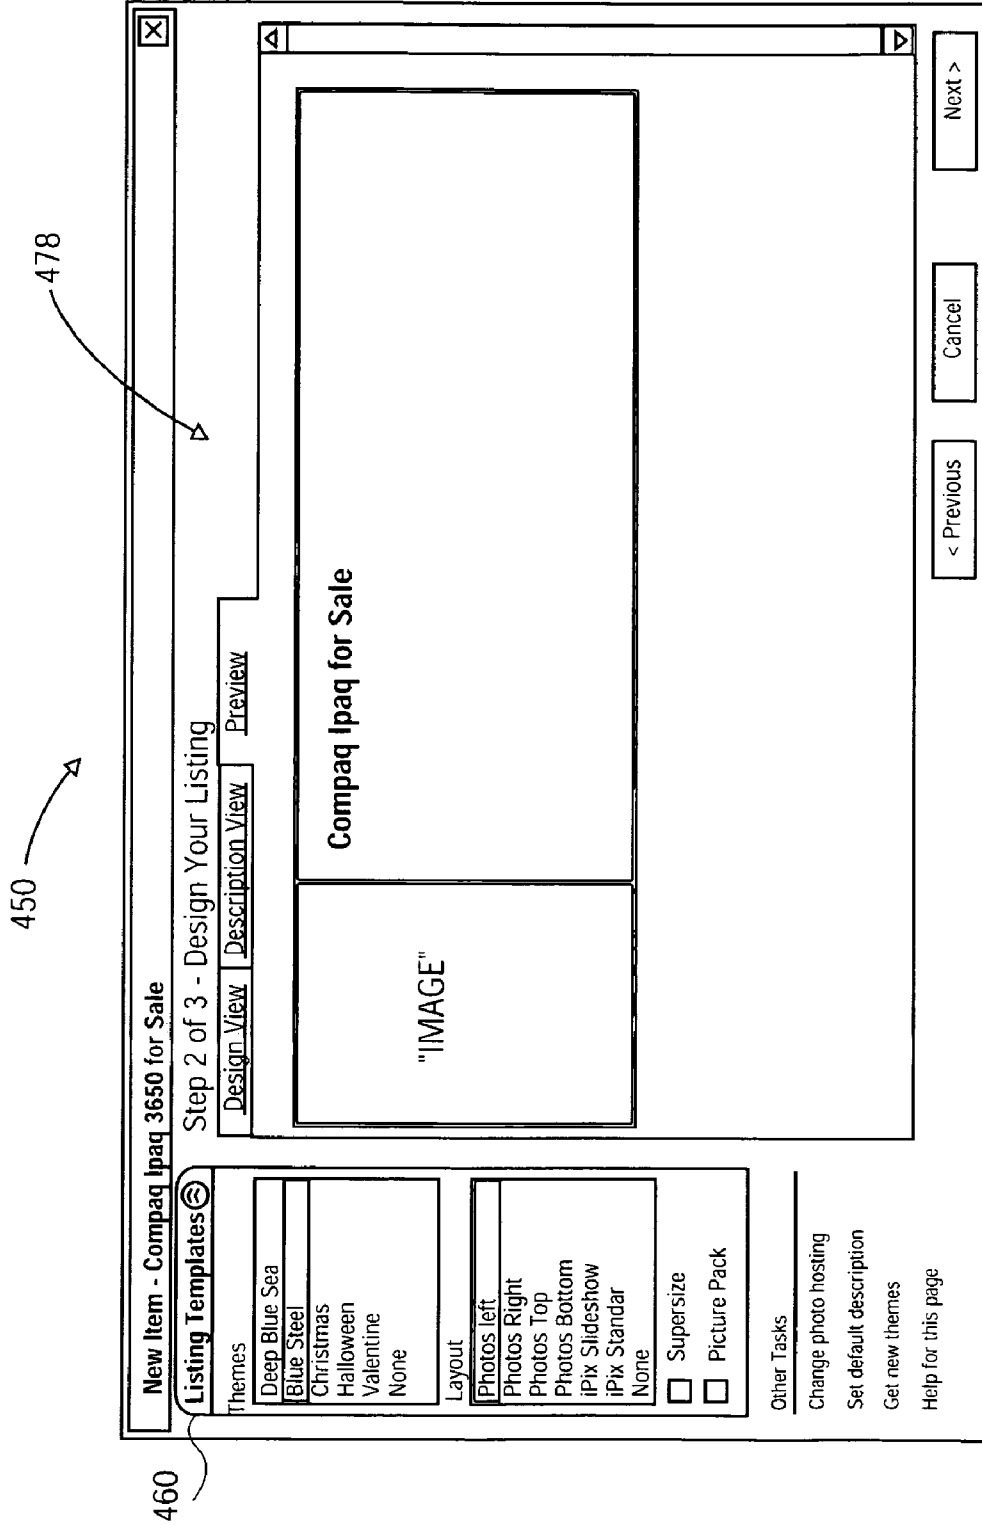 450
478
460
New Item - Compaq Ipaq 3650 for Sale
Listing Templates
Themes
Deep Blue Sea
Blue Steel
Christmas
Halloween
Valentine
None
Layout
Photos left
Photos Right
Photos Top
Photos Bottom
iPix Slideshow
iPix Standar
None
Supersize
Picture Pack
Other Tasks
Change photo hosting
Set default description
Get new themes
Help for this page
Step 2 of 3 - Design Your Listing
Design View Description View Preview
"IMAGE"
Compaq Ipaq for Sale
< Previous Cancel Next >